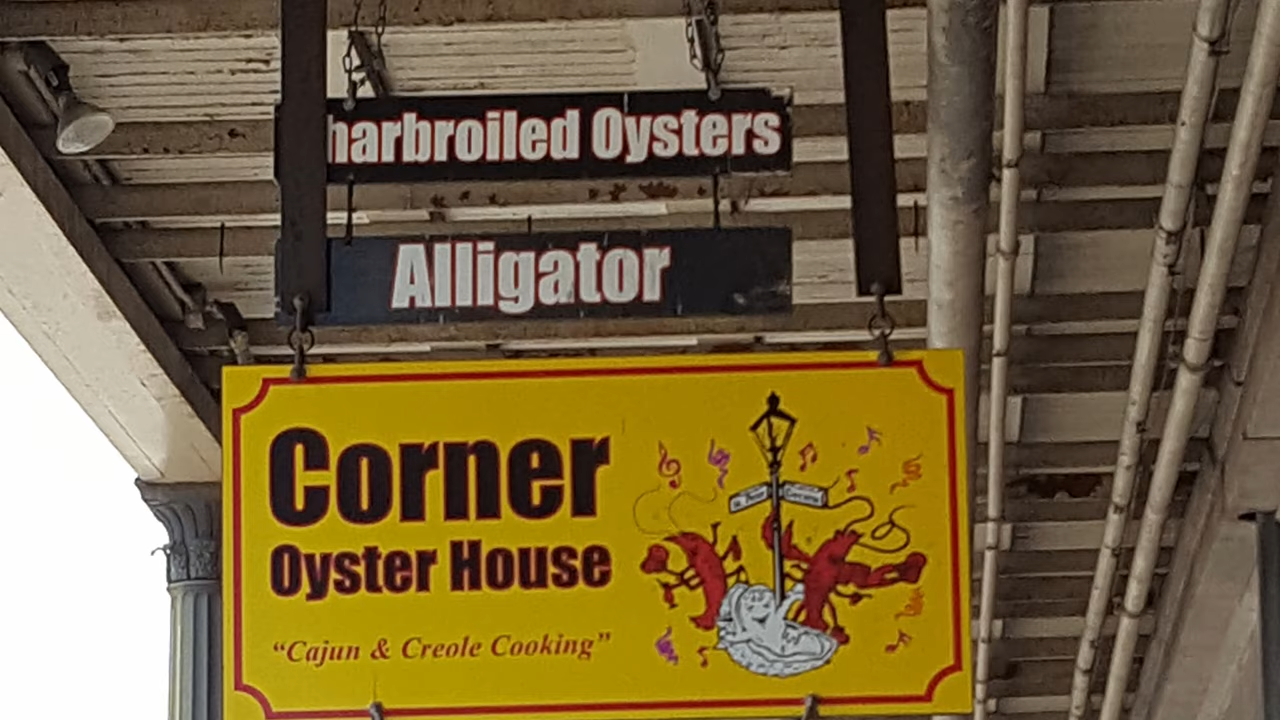 harbroiled Oysters
Alligator
Corner
Oyster House
"Cajun & Creole Cooking"